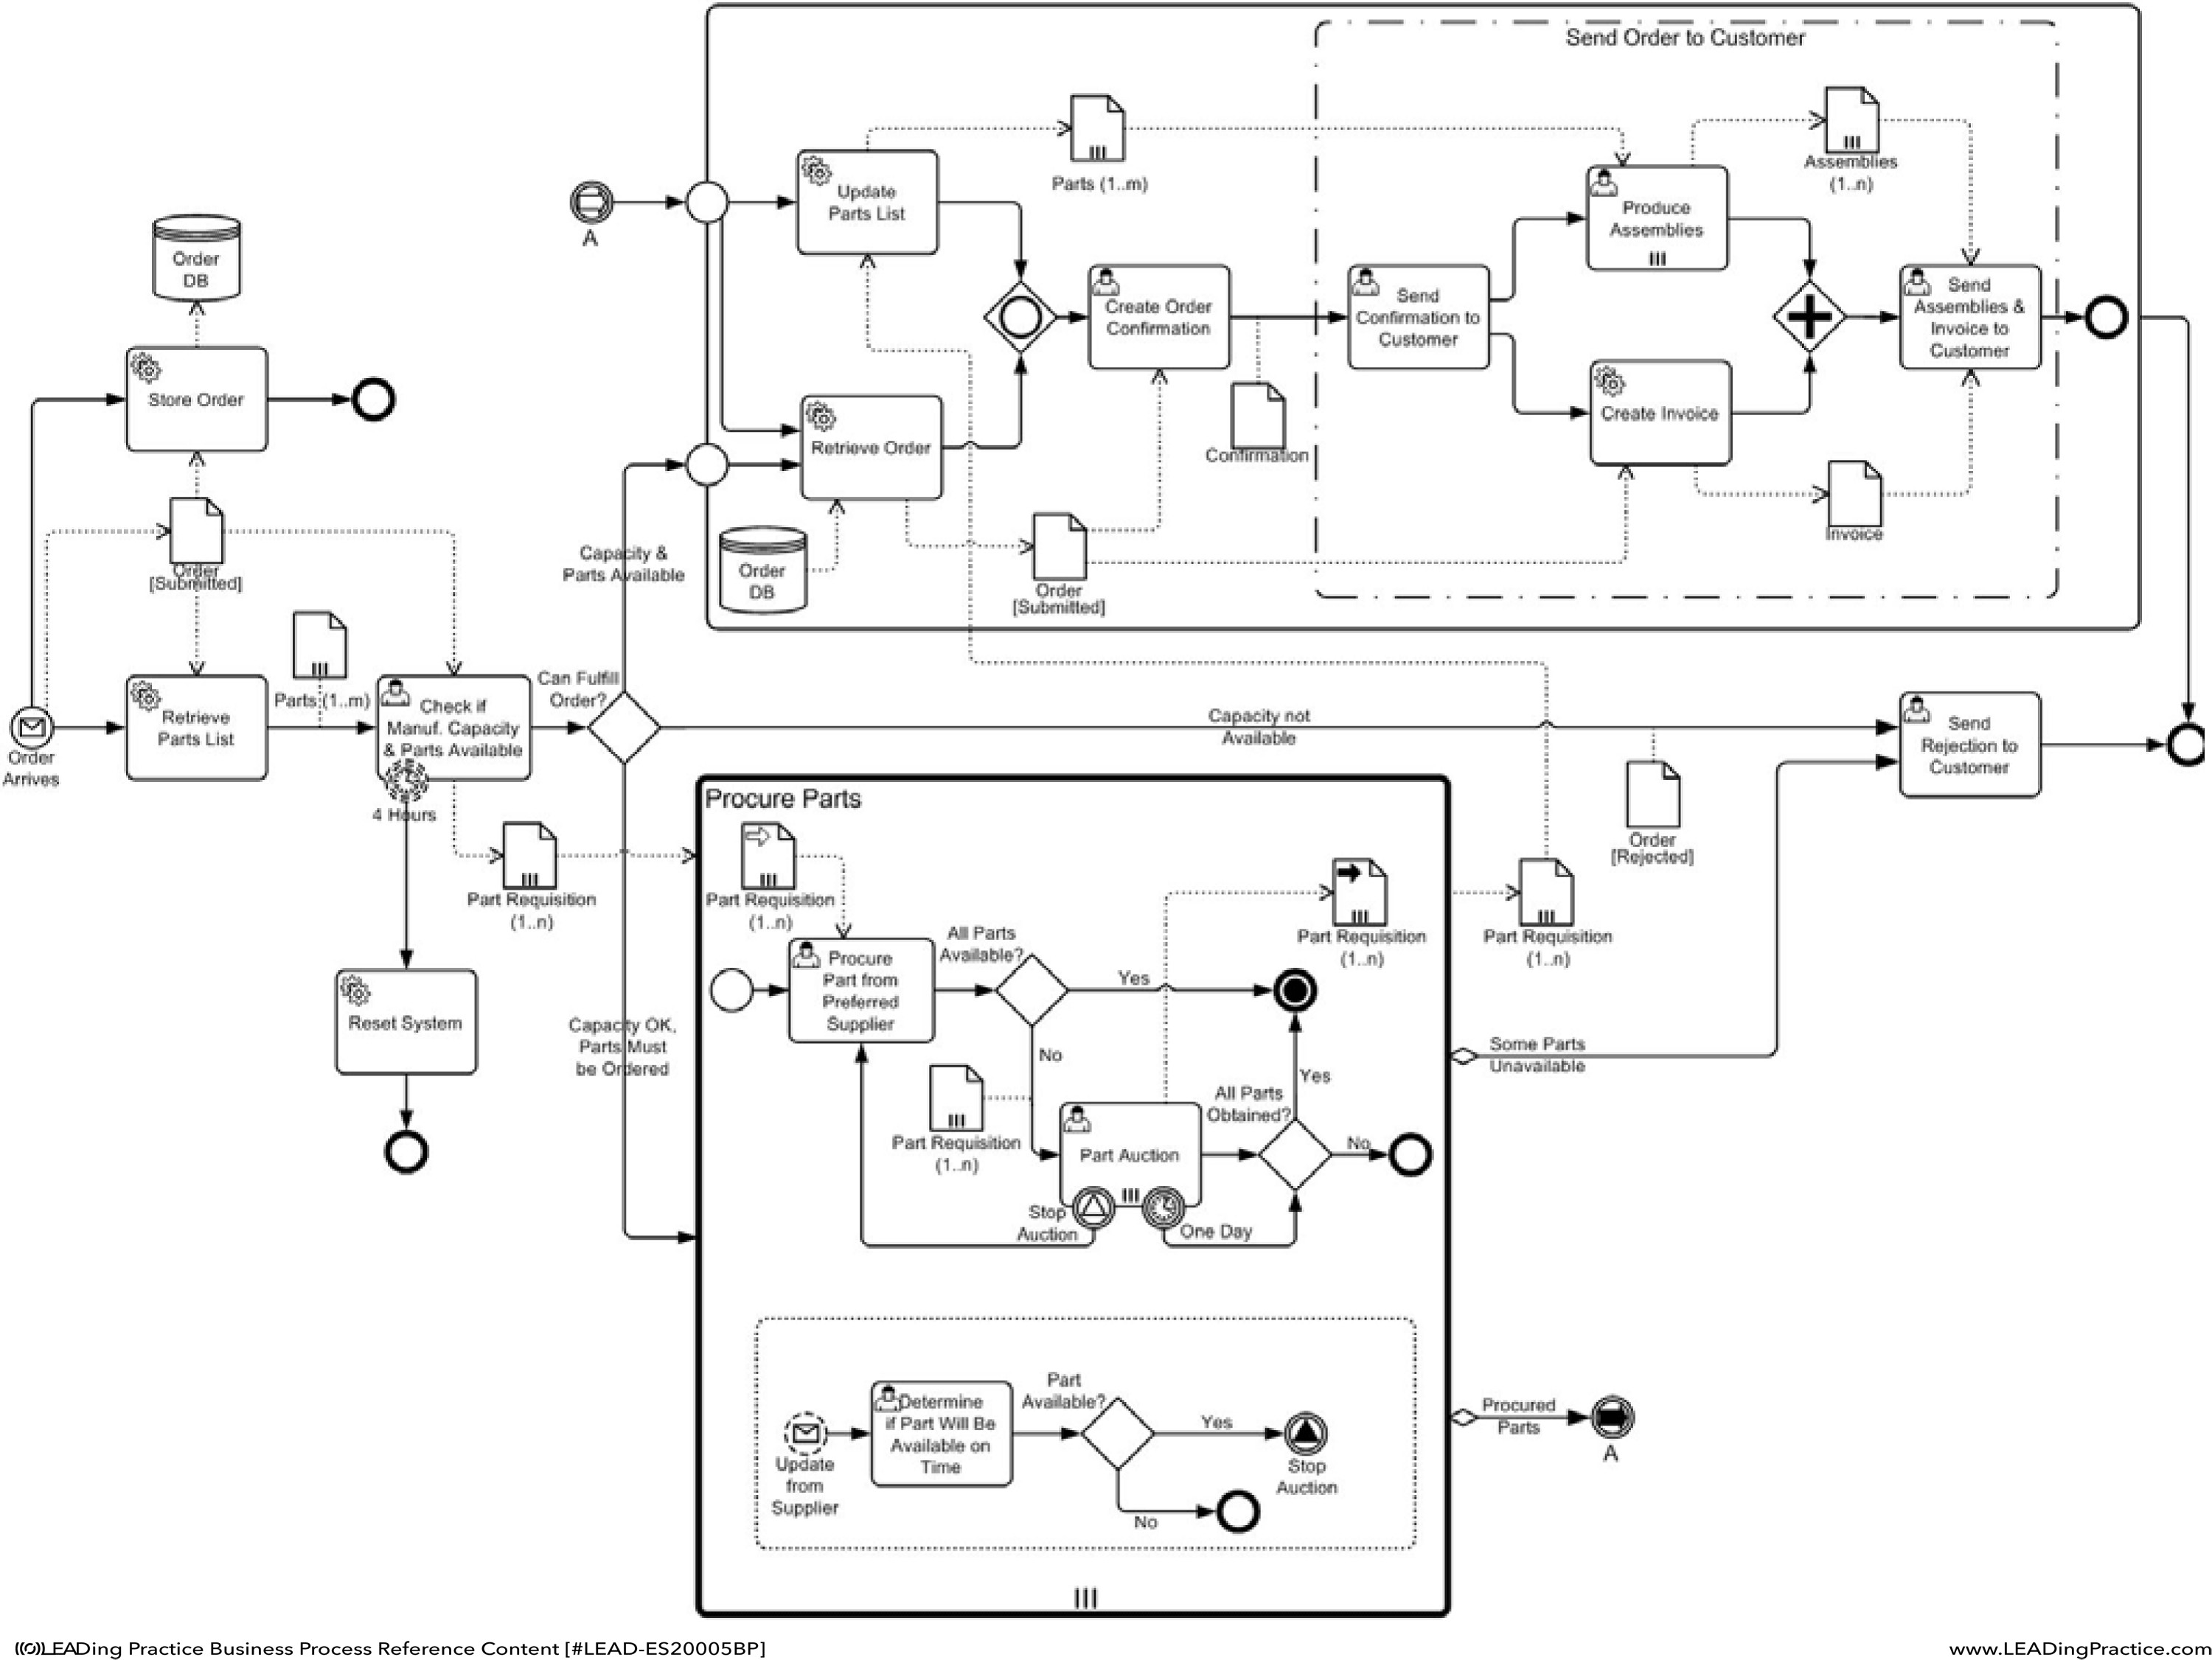 Send Order to Customer
Update
Parts List
Parts (1..m)
Assemblies
(1..n)
Produce
Assemblies
A
Order
DB
Store Order
Create Order
Confirmation
Send
Confirmation to
Customer
Send
Assemblies &
Invoice to
Customer
Create Invoice
Retrieve Order
Confirmation
Invoice
Order
DB
Order
[Submitted]
Capacity &
Parts Available
Order
[Submitted]
Order
Arrives
Retrieve
Parts List
Parts (1..m)
Check if
Manuf. Capacity
& Parts Available
4 Hours
Can Fulfill
Order?
Capacity not
Available
Send
Rejection to
Customer
Order
[Rejected]
Part Requisition
(1..n)
Reset System
Capacity OK,
Parts Must
be Ordered
Procure Parts
Part Requisition
(1..n)
Procure
Part from
Preferred
Supplier
All Parts
Available?
Yes
No
Part Requisition
(1..n)
Part Requisition
(1..n)
Part Requisition
(1..n)
Part Auction
Stop
Auction
One Day
All Parts
Obtained?
Yes
No
Some Parts
Unavailable
Update
from
Supplier
Determine
if Part Will Be
Available on
Time
Part
Available?
Yes
No
Stop
Auction
Procured
Parts
A
LEADing Practice Business Process Reference Content [#LEAD-ES20005BP]
www.LEADingPractice.com